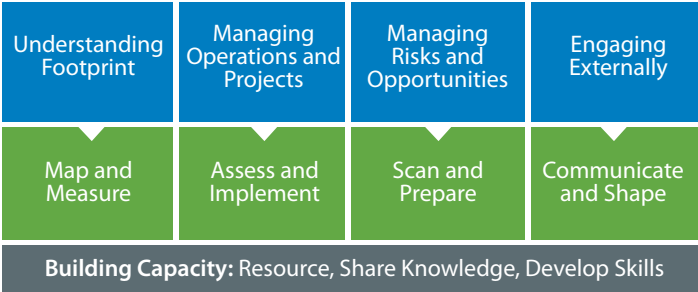 Understanding
Footprint
Managing
Operations and
Projects
Managing
Risks and
Opportunities
Engaging
Externally
Map and
Measure
Assess and
Implement
Scan and
Prepare
Communicate
and Shape
Building Capacity: Resource, Share Knowledge, Develop Skills